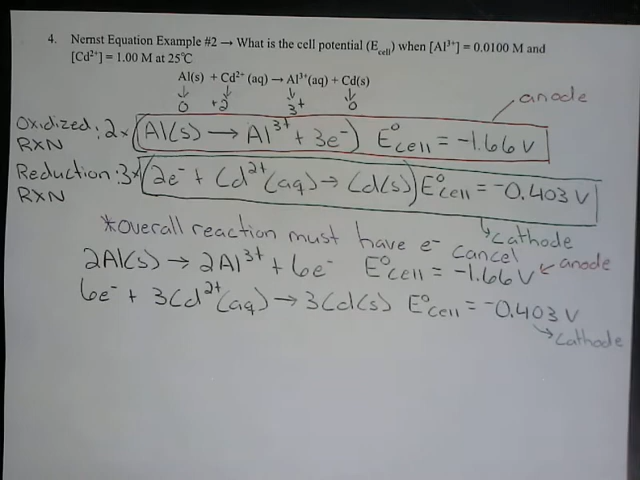 4. Nernst Equation Example #2 → What is the cell potential (E_cell) when [Al³⁺] = 0.0100 M and
[Cd²⁺] = 1.00 M at 25°C
Al(s) + Cd²⁺ (aq) → Al³⁺(aq) + Cd(s)
0 +2 3+ 0
anode
Oxidized: 2x (Al(s) → Al³⁺ + 3e⁻) E°cell = -1.66 V
RXN
Reduction: 3x (2e⁻ + Cd²⁺(aq) → Cd(s)) E°cell = -0.403 V
RXN
cathode
*overall reaction must have e⁻ cancel
2Al(s) → 2Al³⁺ + 6e⁻ E°cell = -1.66 V ← anode
6e⁻ + 3Cd²⁺(aq) → 3Cd(s) E°cell = -0.403 V
cathode